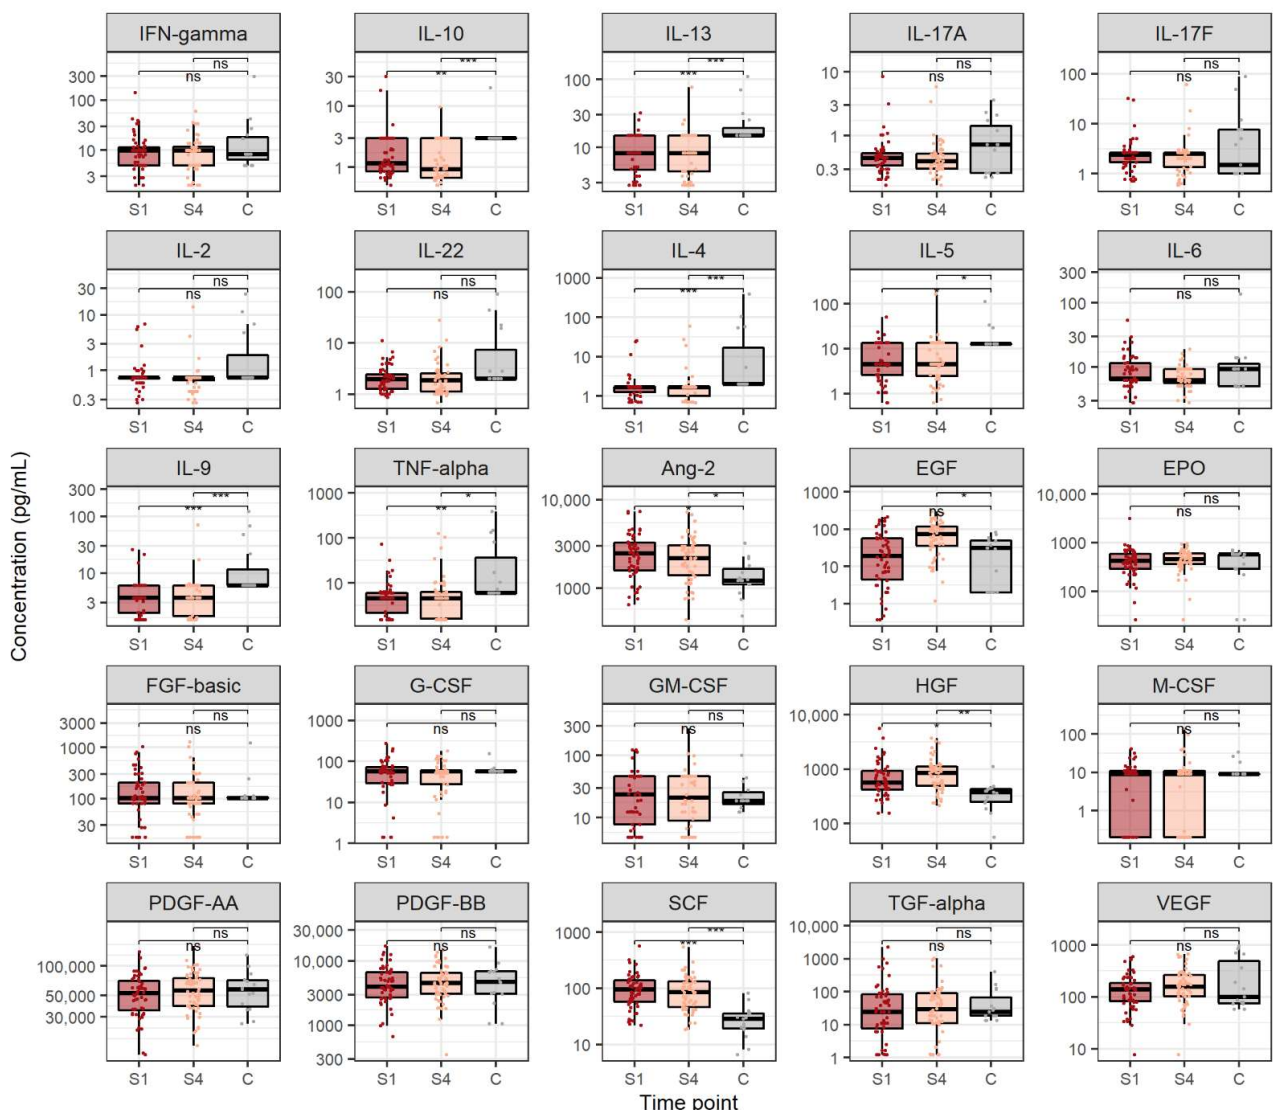 IFN-gamma IL-10 IL-13 IL-17A IL-17F
ns *** *** ns ns
ns ** *** ns ns
300 100 30 10 3
30 10 3 1
100 30 10 3
10 3 1 0.3
100 10 1
S1 S4 C S1 S4 C S1 S4 C S1 S4 C S1 S4 C
IL-2 IL-22 IL-4 IL-5 IL-6
ns ns *** * ns
ns ns *** * ns
30 10 3 1 0.3
100 10 1
1000 100 10 1
100 10 1
300 100 30 10 3
S1 S4 C S1 S4 C S1 S4 C S1 S4 C S1 S4 C
Concentration (pg/mL)
IL-9 TNF-alpha Ang-2 EGF EPO
*** * * * ns
*** ** * ns ns
300 100 30 10 3
1000 100 10 1
10,000 3000 1000
1000 100 10 1
10,000 1000 100
S1 S4 C S1 S4 C S1 S4 C S1 S4 C S1 S4 C
FGF-basic G-CSF GM-CSF HGF M-CSF
ns ns ns ** ns
ns ns ns * ns
3000 1000 300 100 30
1000 100 10 1
300 100 30 10
10,000 1000 100
100 10 1
S1 S4 C S1 S4 C S1 S4 C S1 S4 C S1 S4 C
PDGF-AA PDGF-BB SCF TGF-alpha VEGF
ns ns *** ns ns
ns ns *** ns ns
100,000 50,000 30,000
30,000 10,000 3000 1000 300
1000 100 10
10,000 1000 100 10 1
1000 100 10
S1 S4 C S1 S4 C S1 S4 C S1 S4 C S1 S4 C
Time point